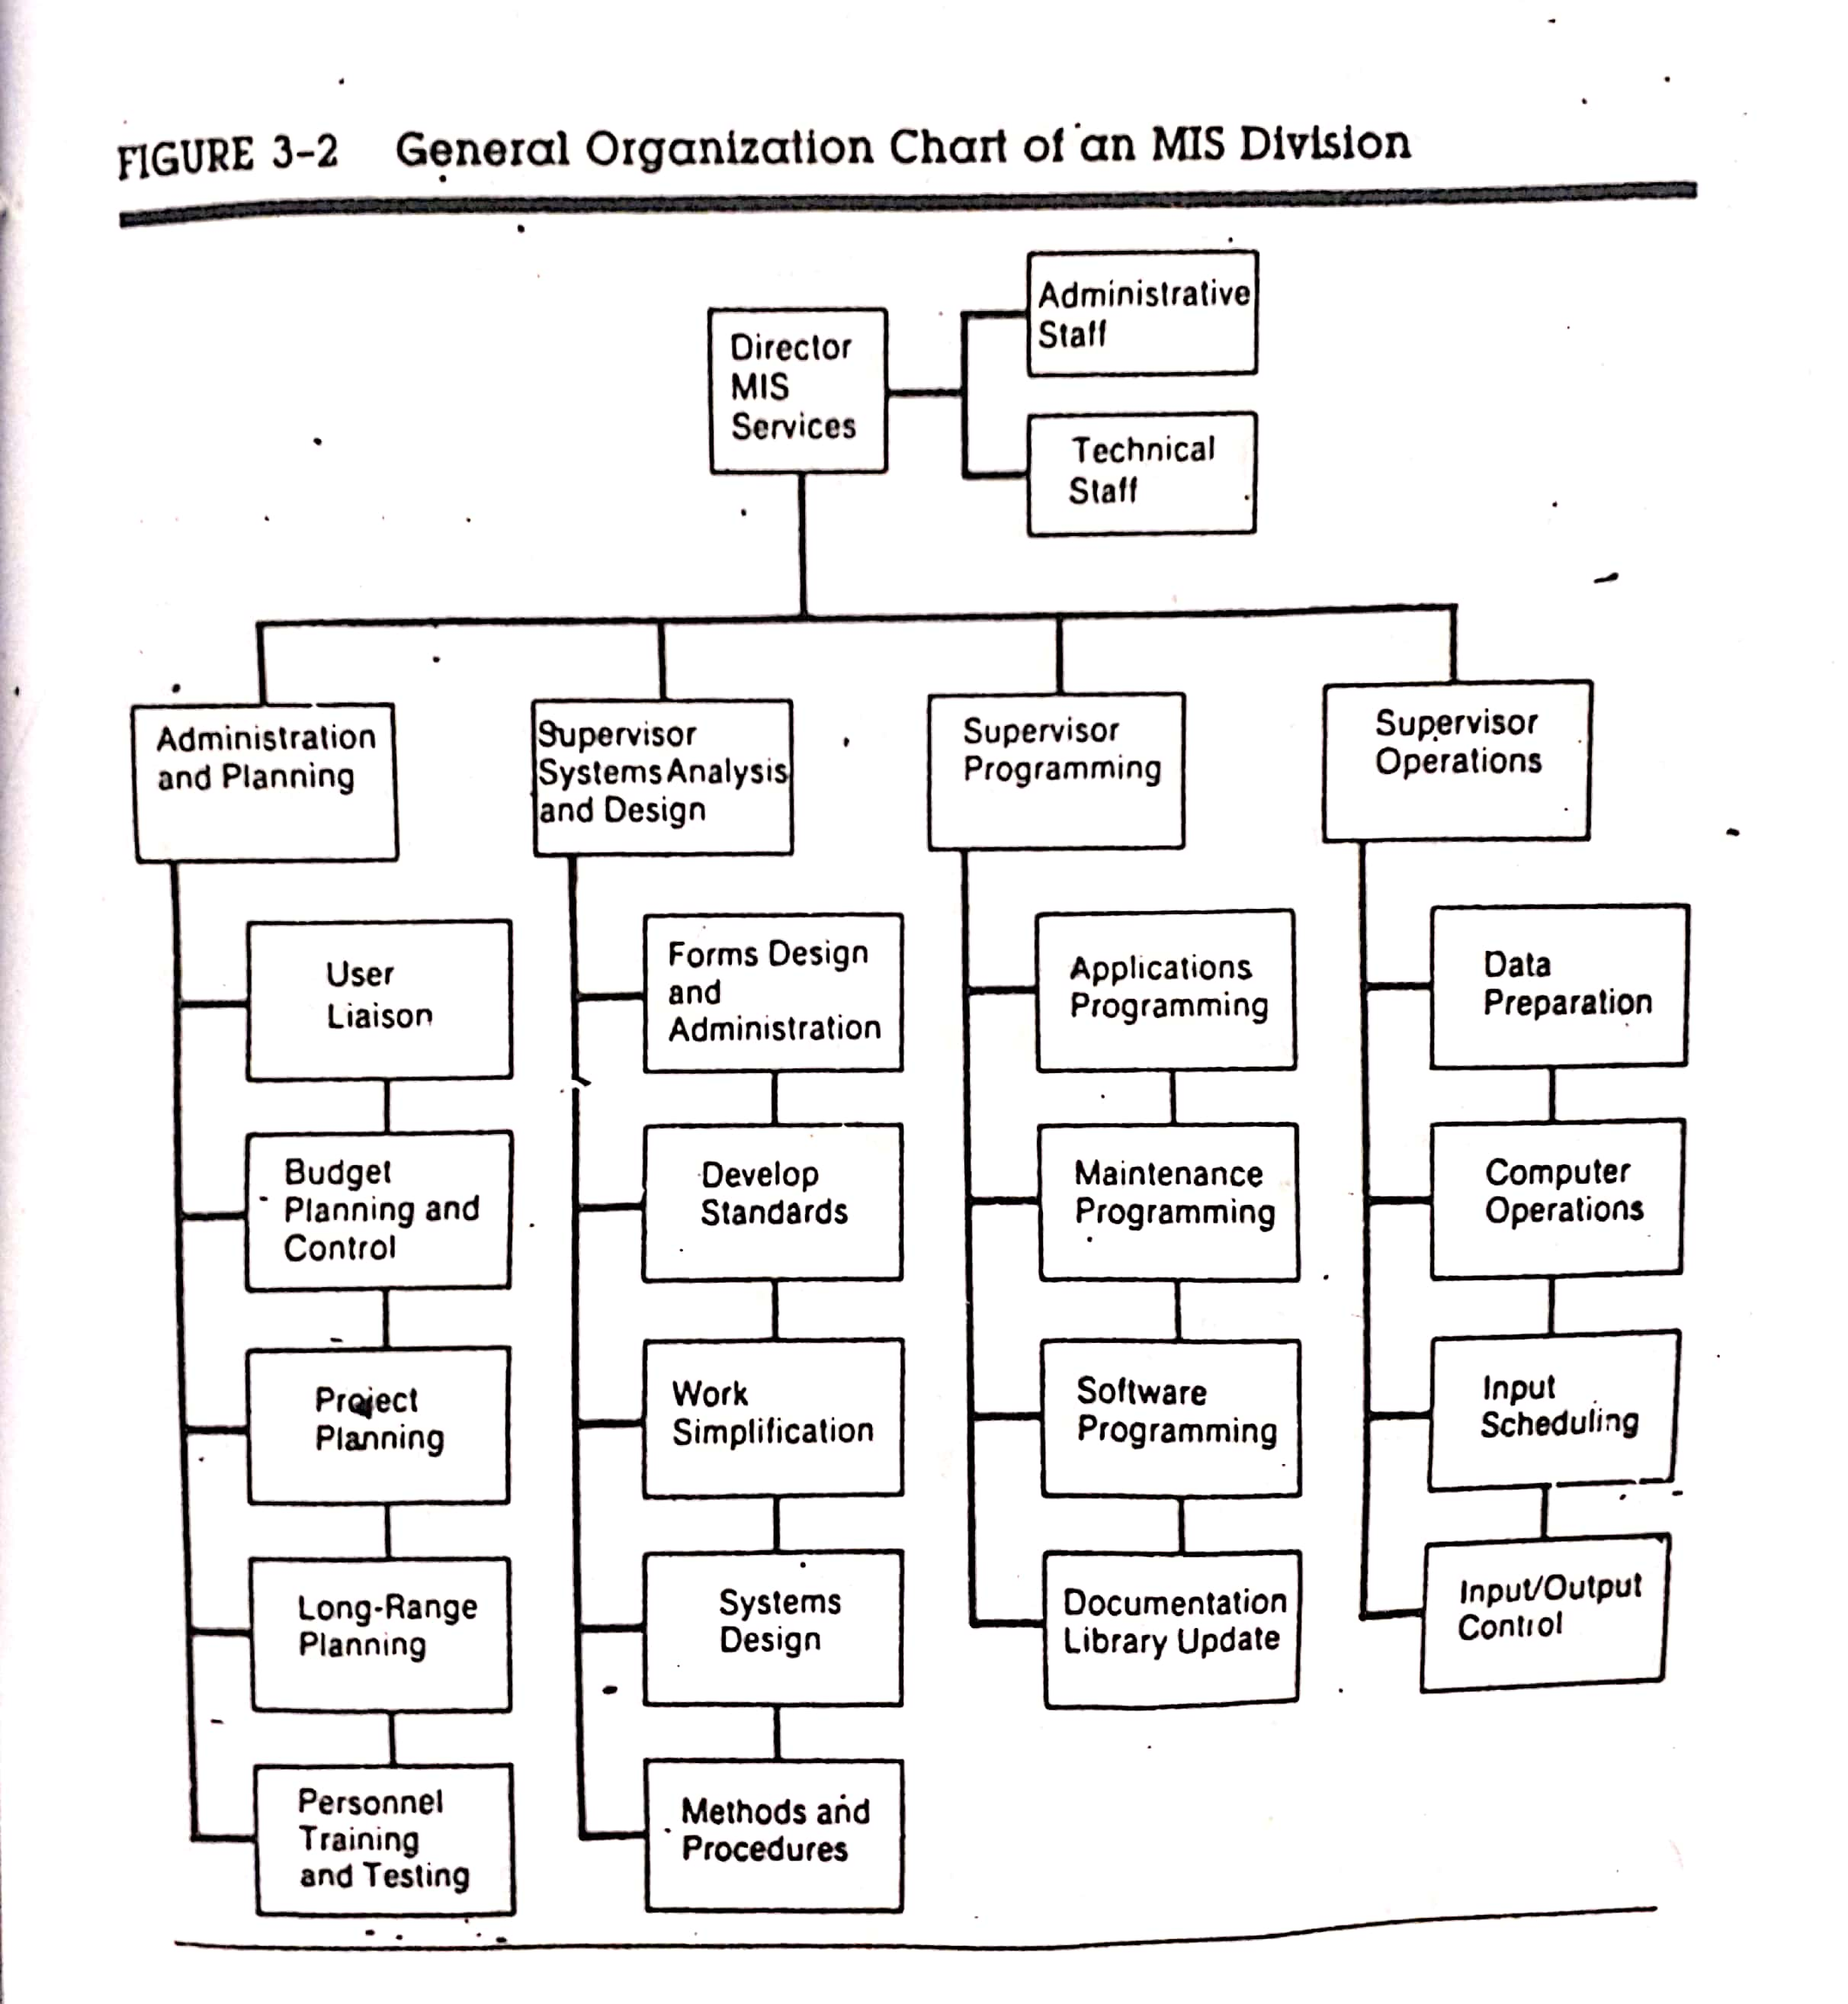 FIGURE 3-2 General Organization Chart of an MIS Division
Administrative
Staff
Director
MIS
Services
Technical
Staff
Administration
and Planning
Supervisor
Systems Analysis
and Design
Supervisor
Programming
Supervisor
Operations
User
Liaison
Budget
Planning and
Control
Project
Planning
Long-Range
Planning
Personnel
Training
and Testing
Forms Design
and
Administration
Develop
Standards
Work
Simplification
Systems
Design
Methods and
Procedures
Applications
Programming
Maintenance
Programming
Software
Programming
Documentation
Library Update
Data
Preparation
Computer
Operations
Input
Scheduling
Input/Output
Control